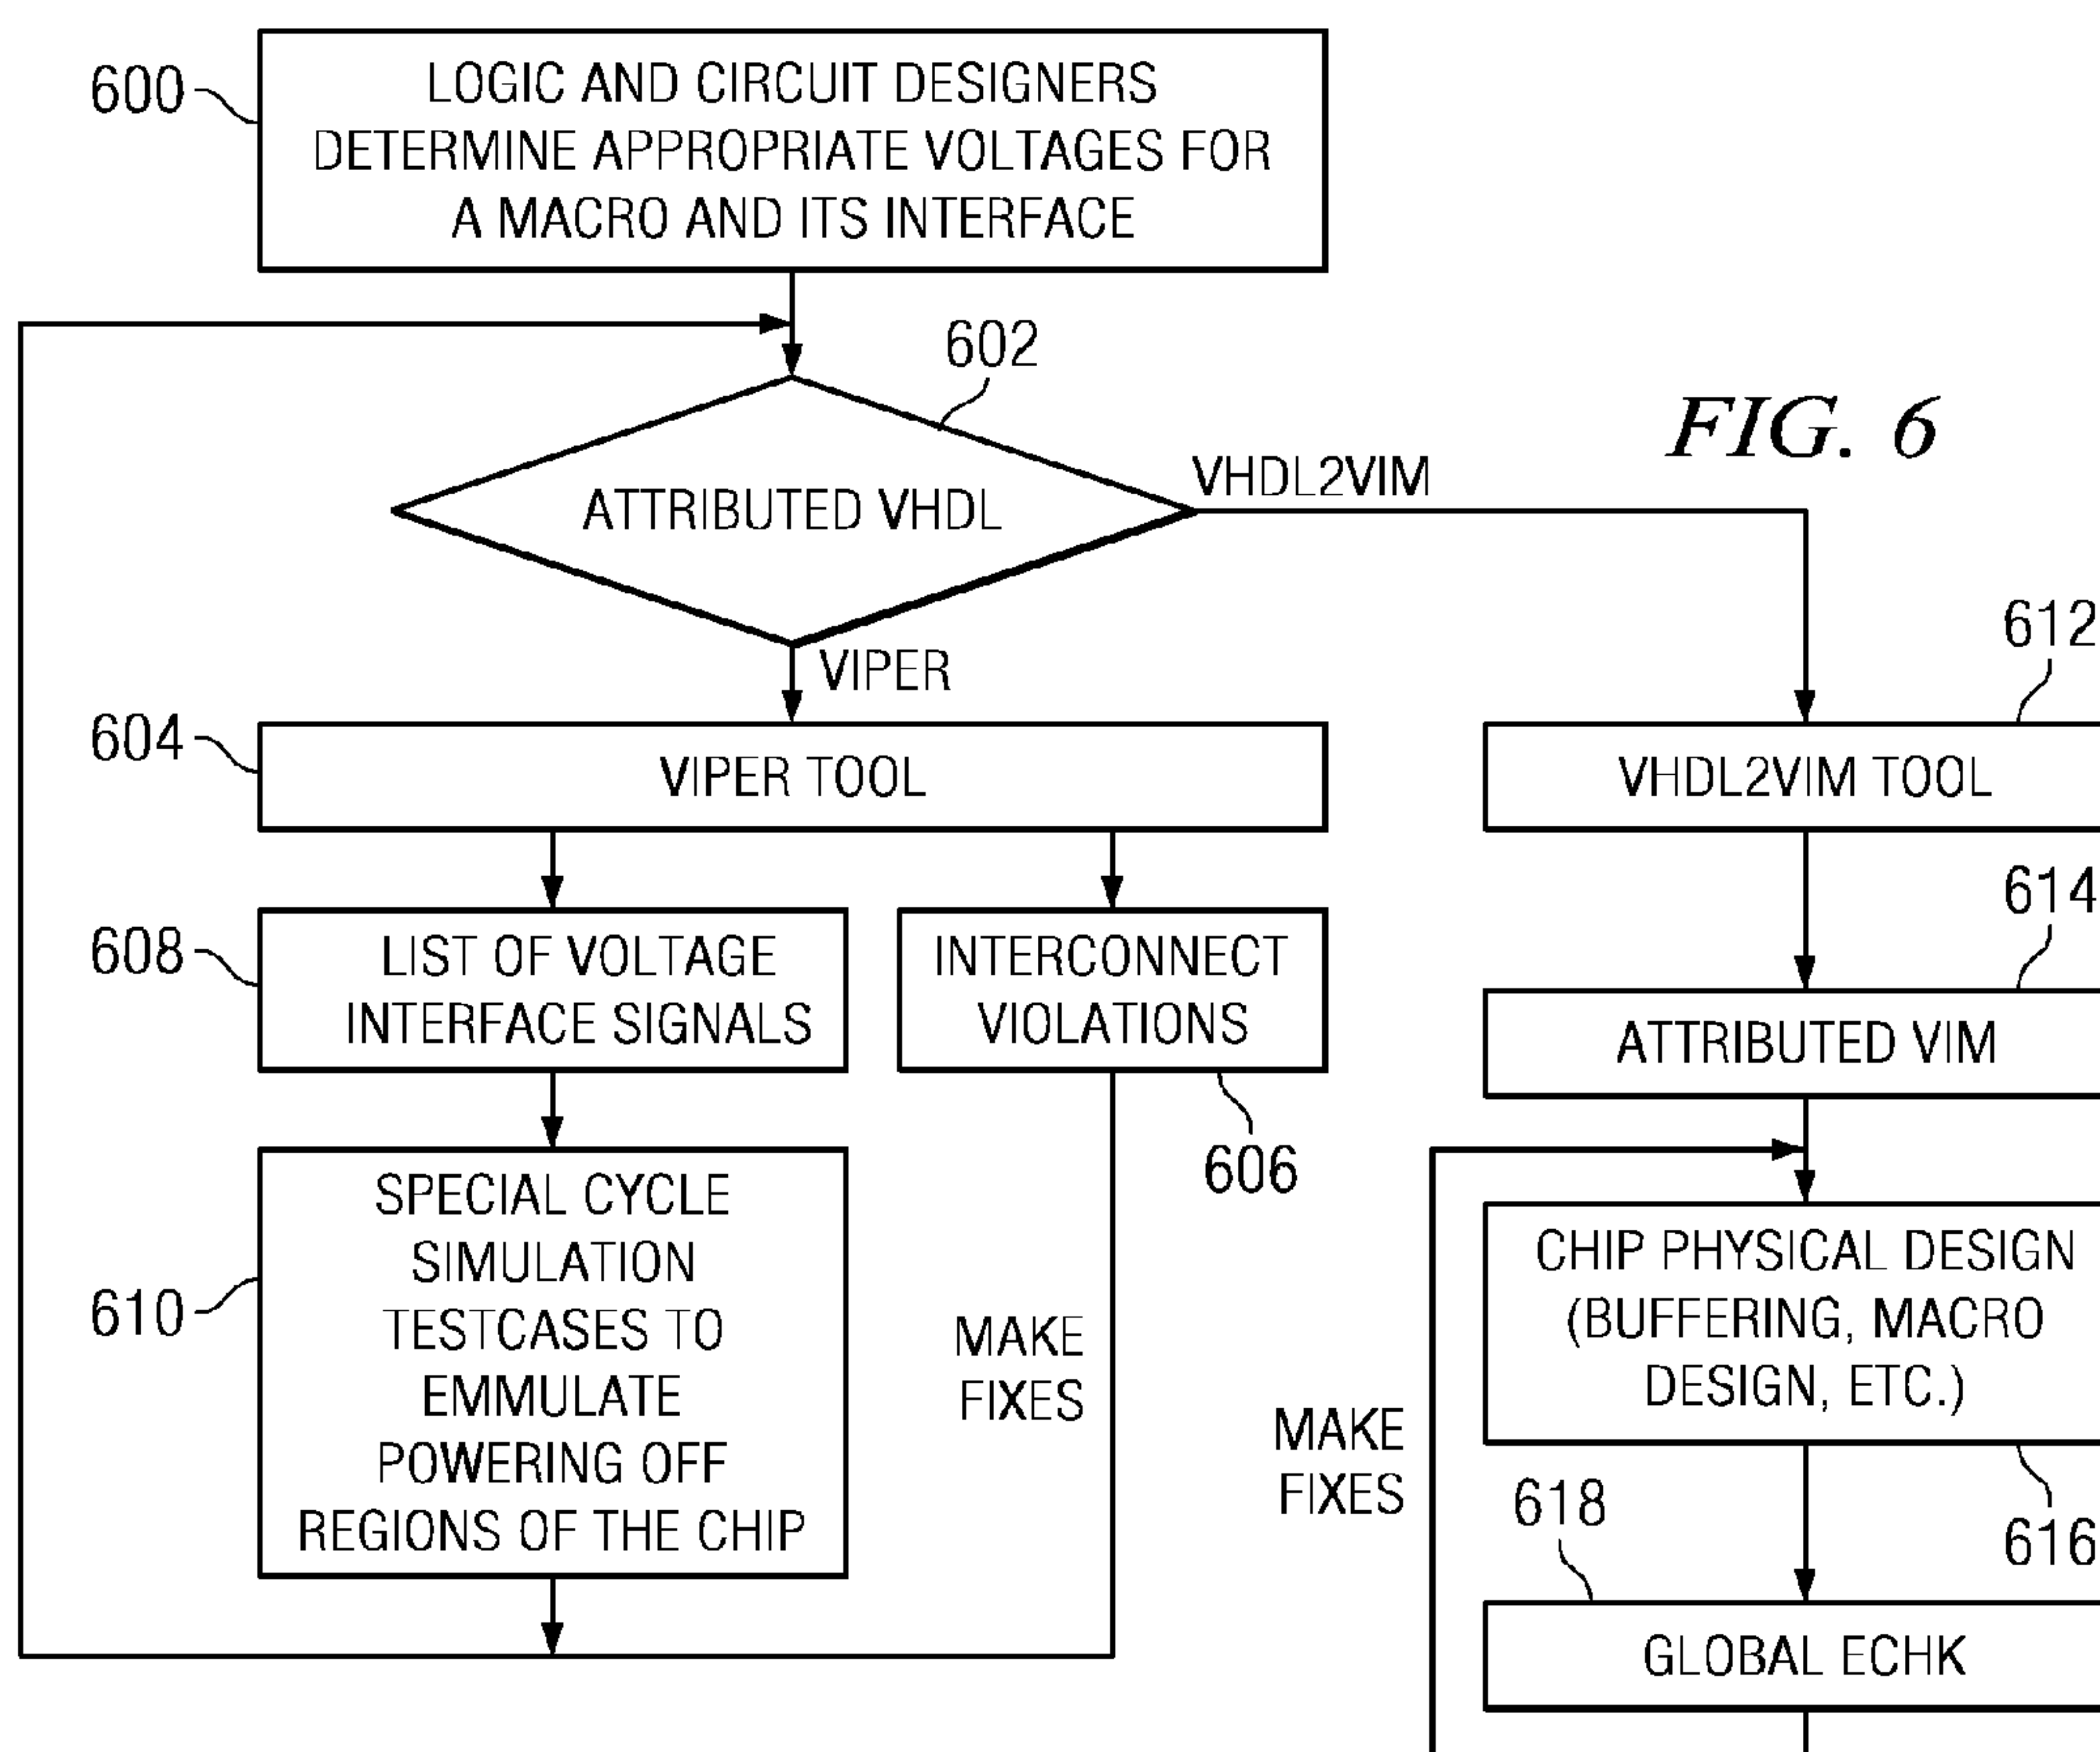 600
LOGIC AND CIRCUIT DESIGNERS
DETERMINE APPROPRIATE VOLTAGES FOR
A MACRO AND ITS INTERFACE
602
FIG. 6
ATTRIBUTED VHDL
VHDL2VIM
VIPER
604
VIPER TOOL
612
VHDL2VIM TOOL
608
LIST OF VOLTAGE
INTERFACE SIGNALS
INTERCONNECT
VIOLATIONS
606
614
ATTRIBUTED VIM
610
SPECIAL CYCLE
SIMULATION
TESTCASES TO
EMMULATE
POWERING OFF
REGIONS OF THE CHIP
MAKE
FIXES
MAKE
FIXES
CHIP PHYSICAL DESIGN
(BUFFERING, MACRO
DESIGN, ETC.)
616
618
GLOBAL ECHK